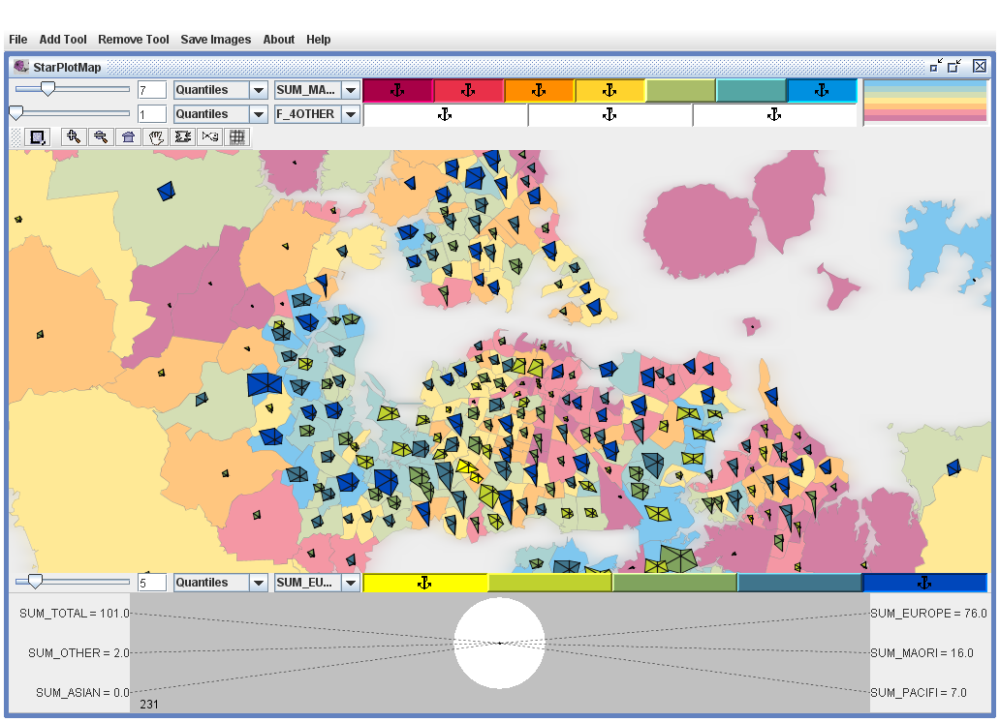 File Add Tool Remove Tool Save Images About Help
StarPlotMap
7 Quantiles SUM_MA...
1 Quantiles F_4OTHER
5 Quantiles SUM_EU...
SUM_TOTAL = 101.0 SUM_EUROPE = 76.0
SUM_OTHER = 2.0 SUM_MAORI = 16.0
SUM_ASIAN = 0.0 SUM_PACIFI = 7.0
231